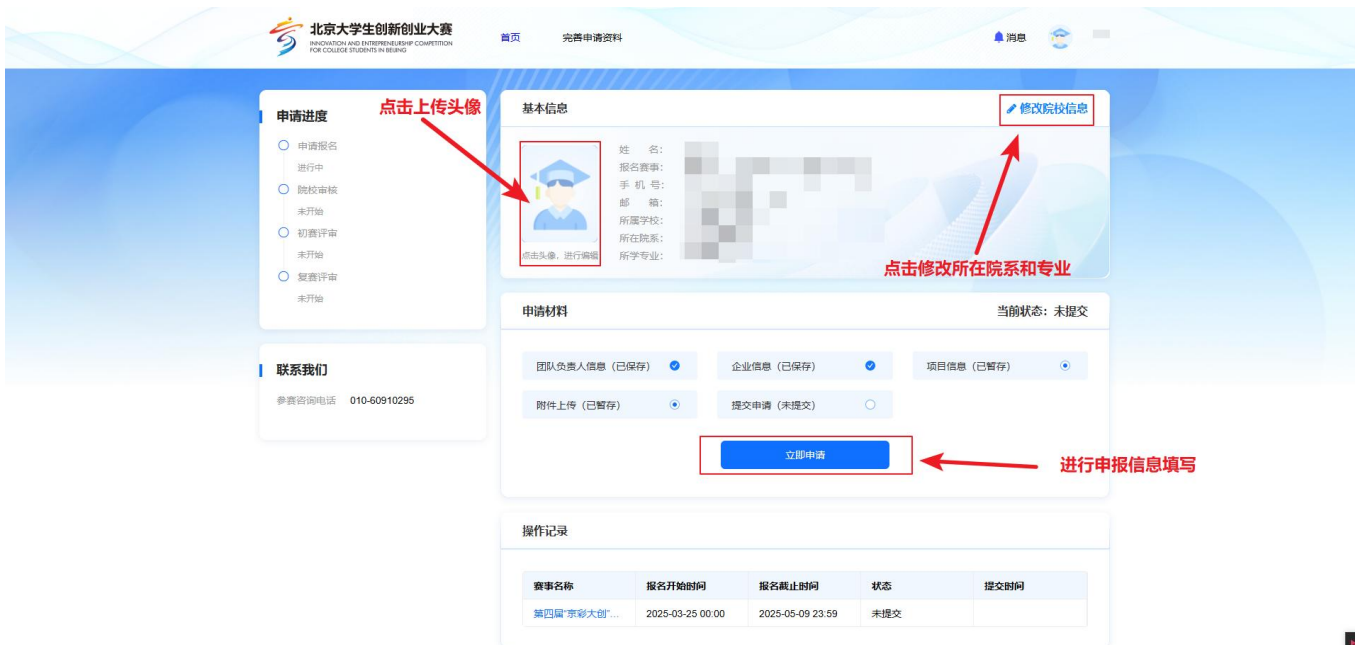 北京大学生创新创业大赛
INNOVATION AND ENTREPRENEURSHIP COMPETITION
FOR COLLEGE STUDENTS IN BEIJING
首页 完善申请资料 消息
申请进度
申请报名
进行中
院校审核
未开始
初赛评审
未开始
复赛评审
未开始
联系我们
参赛咨询电话 010-60910295
点击上传头像
基本信息 修改院校信息
点击头像,进行编辑
姓 名:
报名赛事:
手 机 号:
邮 箱:
所属学校:
所在院系:
所学专业:
点击修改所在院系和专业
申请材料 当前状态:未提交
团队负责人信息(已保存) 企业信息(已保存) 项目信息(已暂存)
附件上传(已暂存) 提交申请(未提交)
立即申请
进行申报信息填写
操作记录
赛事名称 报名开始时间 报名截止时间 状态 提交时间
第四届“京彩大创”... 2025-03-25 00:00 2025-05-09 23:59 未提交